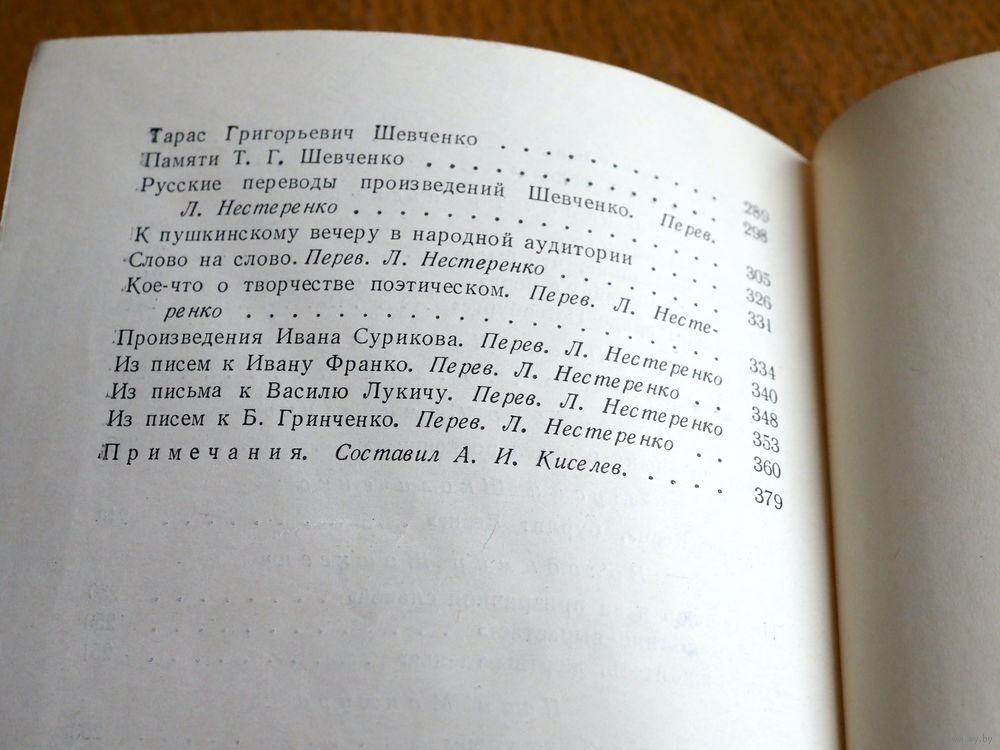 Тарас Григорьевич Шевченко . . . . . . . . . 289
Памяти Т. Г. Шевченко . . . . . . . . . . . . 298
Русские переводы произведений Шевченко. Перев.
Л. Нестеренко . . . . . . . . . . . . . . 305
К пушкинскому вечеру в народной аудитории . . . . 326
Слово на слово. Перев. Л. Нестеренко . . . . . . 331
Кое-что о творчестве поэтическом. Перев. Л. Несте-
ренко . . . . . . . . . . . . . . . . . 334
Произведения Ивана Сурикова. Перев. Л. Нестеренко 340
Из писем к Ивану Франко. Перев. Л. Нестеренко . . 348
Из письма к Василю Лукичу. Перев. Л. Нестеренко 353
Из писем к Б. Гринченко. Перев. Л. Нестеренко . . 360
Примечания. Составил А. И. Киселев. . . . . . 379